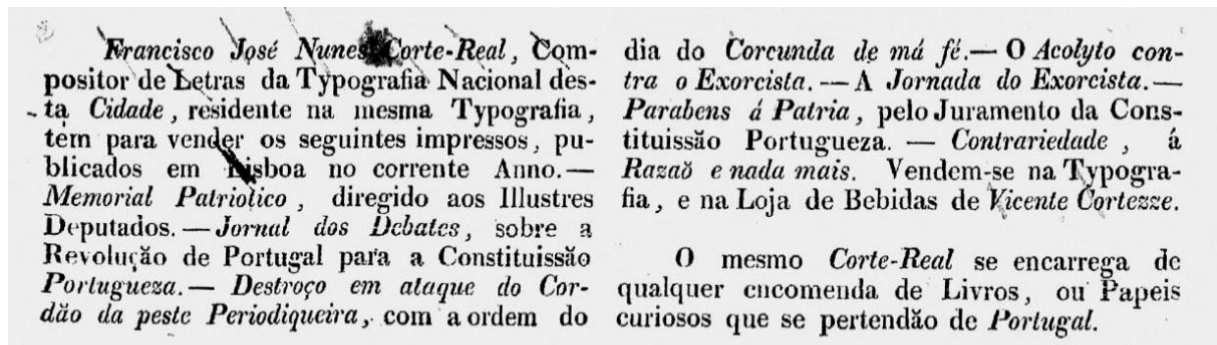 Francisco José Nunes Corte-Real, Com-
positor de Letras da Typografia Nacional des-
ta Cidade, residente na mesma Typografia,
tem para vender os seguintes impressos, pu-
blicados em Lisboa no corrente Anno.—
Memorial Patriotico, diregido aos Illustres
Deputados.—Jornal dos Debates, sobre a
Revolução de Portugal para a Constituissão
Portugueza.— Destroço em ataque do Cor-
dão da peste Periodiqueira, com a ordem do
dia do Corcunda de má fé.— O Acolyto con-
tra o Exorcista.—A Jornada do Exorcista.—
Parabens á Patria, pelo Juramento da Cons-
tituissão Portugueza. — Contrariedade, á
Razaõ e nada mais. Vendem-se na Typogra-
fia, e na Loja de Bebidas de Vicente Cortezze.
O mesmo Corte-Real se encarrega de
qualquer encomenda de Livros, ou Papeis
curiosos que se pertendão de Portugal.